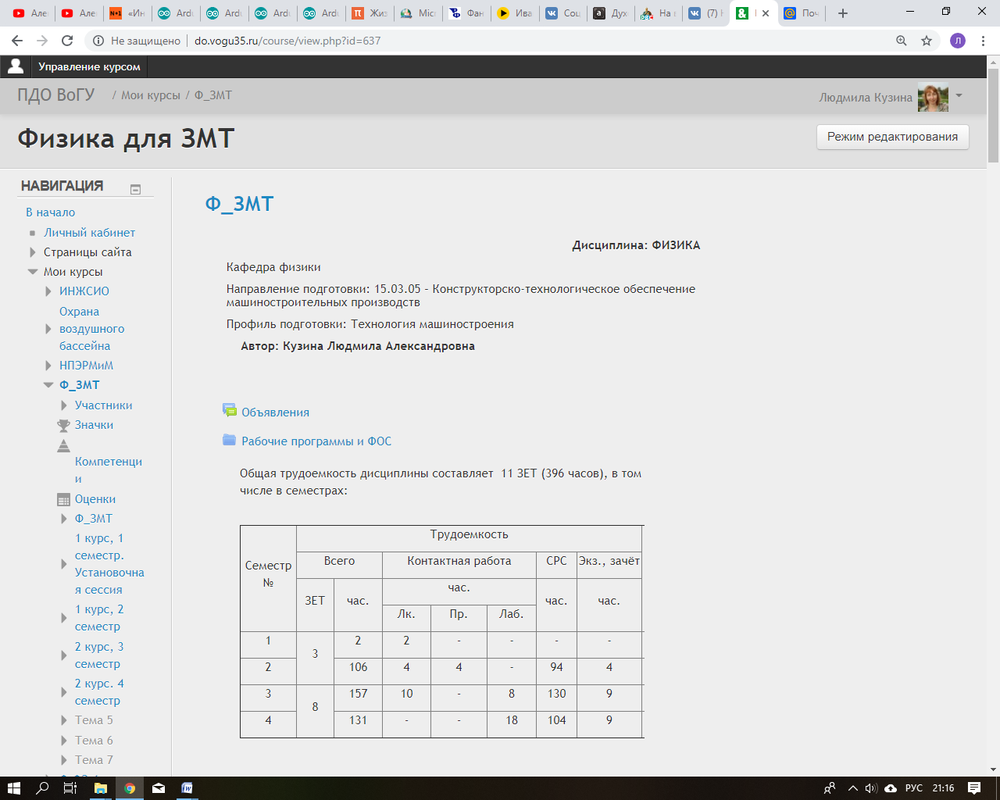 Але
Але
N+1 «Ин
Ardu
Ardu
Ardu
Ardu
π Жиз
Micr
Фан
Ива
Соц
a Дух
На в
(7) Н
&
Поч
Не защищено do.vogu35.ru/course/view.php?id=637
Л
Управление курсом
ПДО ВоГУ / Мои курсы / Ф_ЗМТ
Людмила Кузина
Физика для ЗМТ
Режим редактирования
НАВИГАЦИЯ
В начало
Личный кабинет
Страницы сайта
Мои курсы
ИНЖСИО
Охрана
воздушного
бассейна
НПЭРМиМ
Ф_ЗМТ
Участники
Значки
Компетенци
и
Оценки
Ф_ЗМТ
1 курс, 1
семестр.
Установочна
я сессия
1 курс, 2
семестр
2 курс, 3
семестр
2 курс. 4
семестр
Тема 5
Тема 6
Тема 7
Ф_ЗМТ
Дисциплина: ФИЗИКА
Кафедра физики
Направление подготовки: 15.03.05 – Конструкторско-технологическое обеспечение
машиностроительных производств
Профиль подготовки: Технология машиностроения
Автор: Кузина Людмила Александровна
Объявления
Рабочие программы и ФОС
Общая трудоемкость дисциплины составляет 11 ЗЕТ (396 часов), в том
числе в семестрах:
Семестр
№
Трудоемкость
Всего Контактная работа СРС Экз., зачёт
ЗЕТ час. час. час. час.
Лк. Пр. Лаб.
1 3 2 2 - - - -
2 106 4 4 - 94 4
3 8 157 10 - 8 130 9
4 131 - - 18 104 9
РУС 21:16